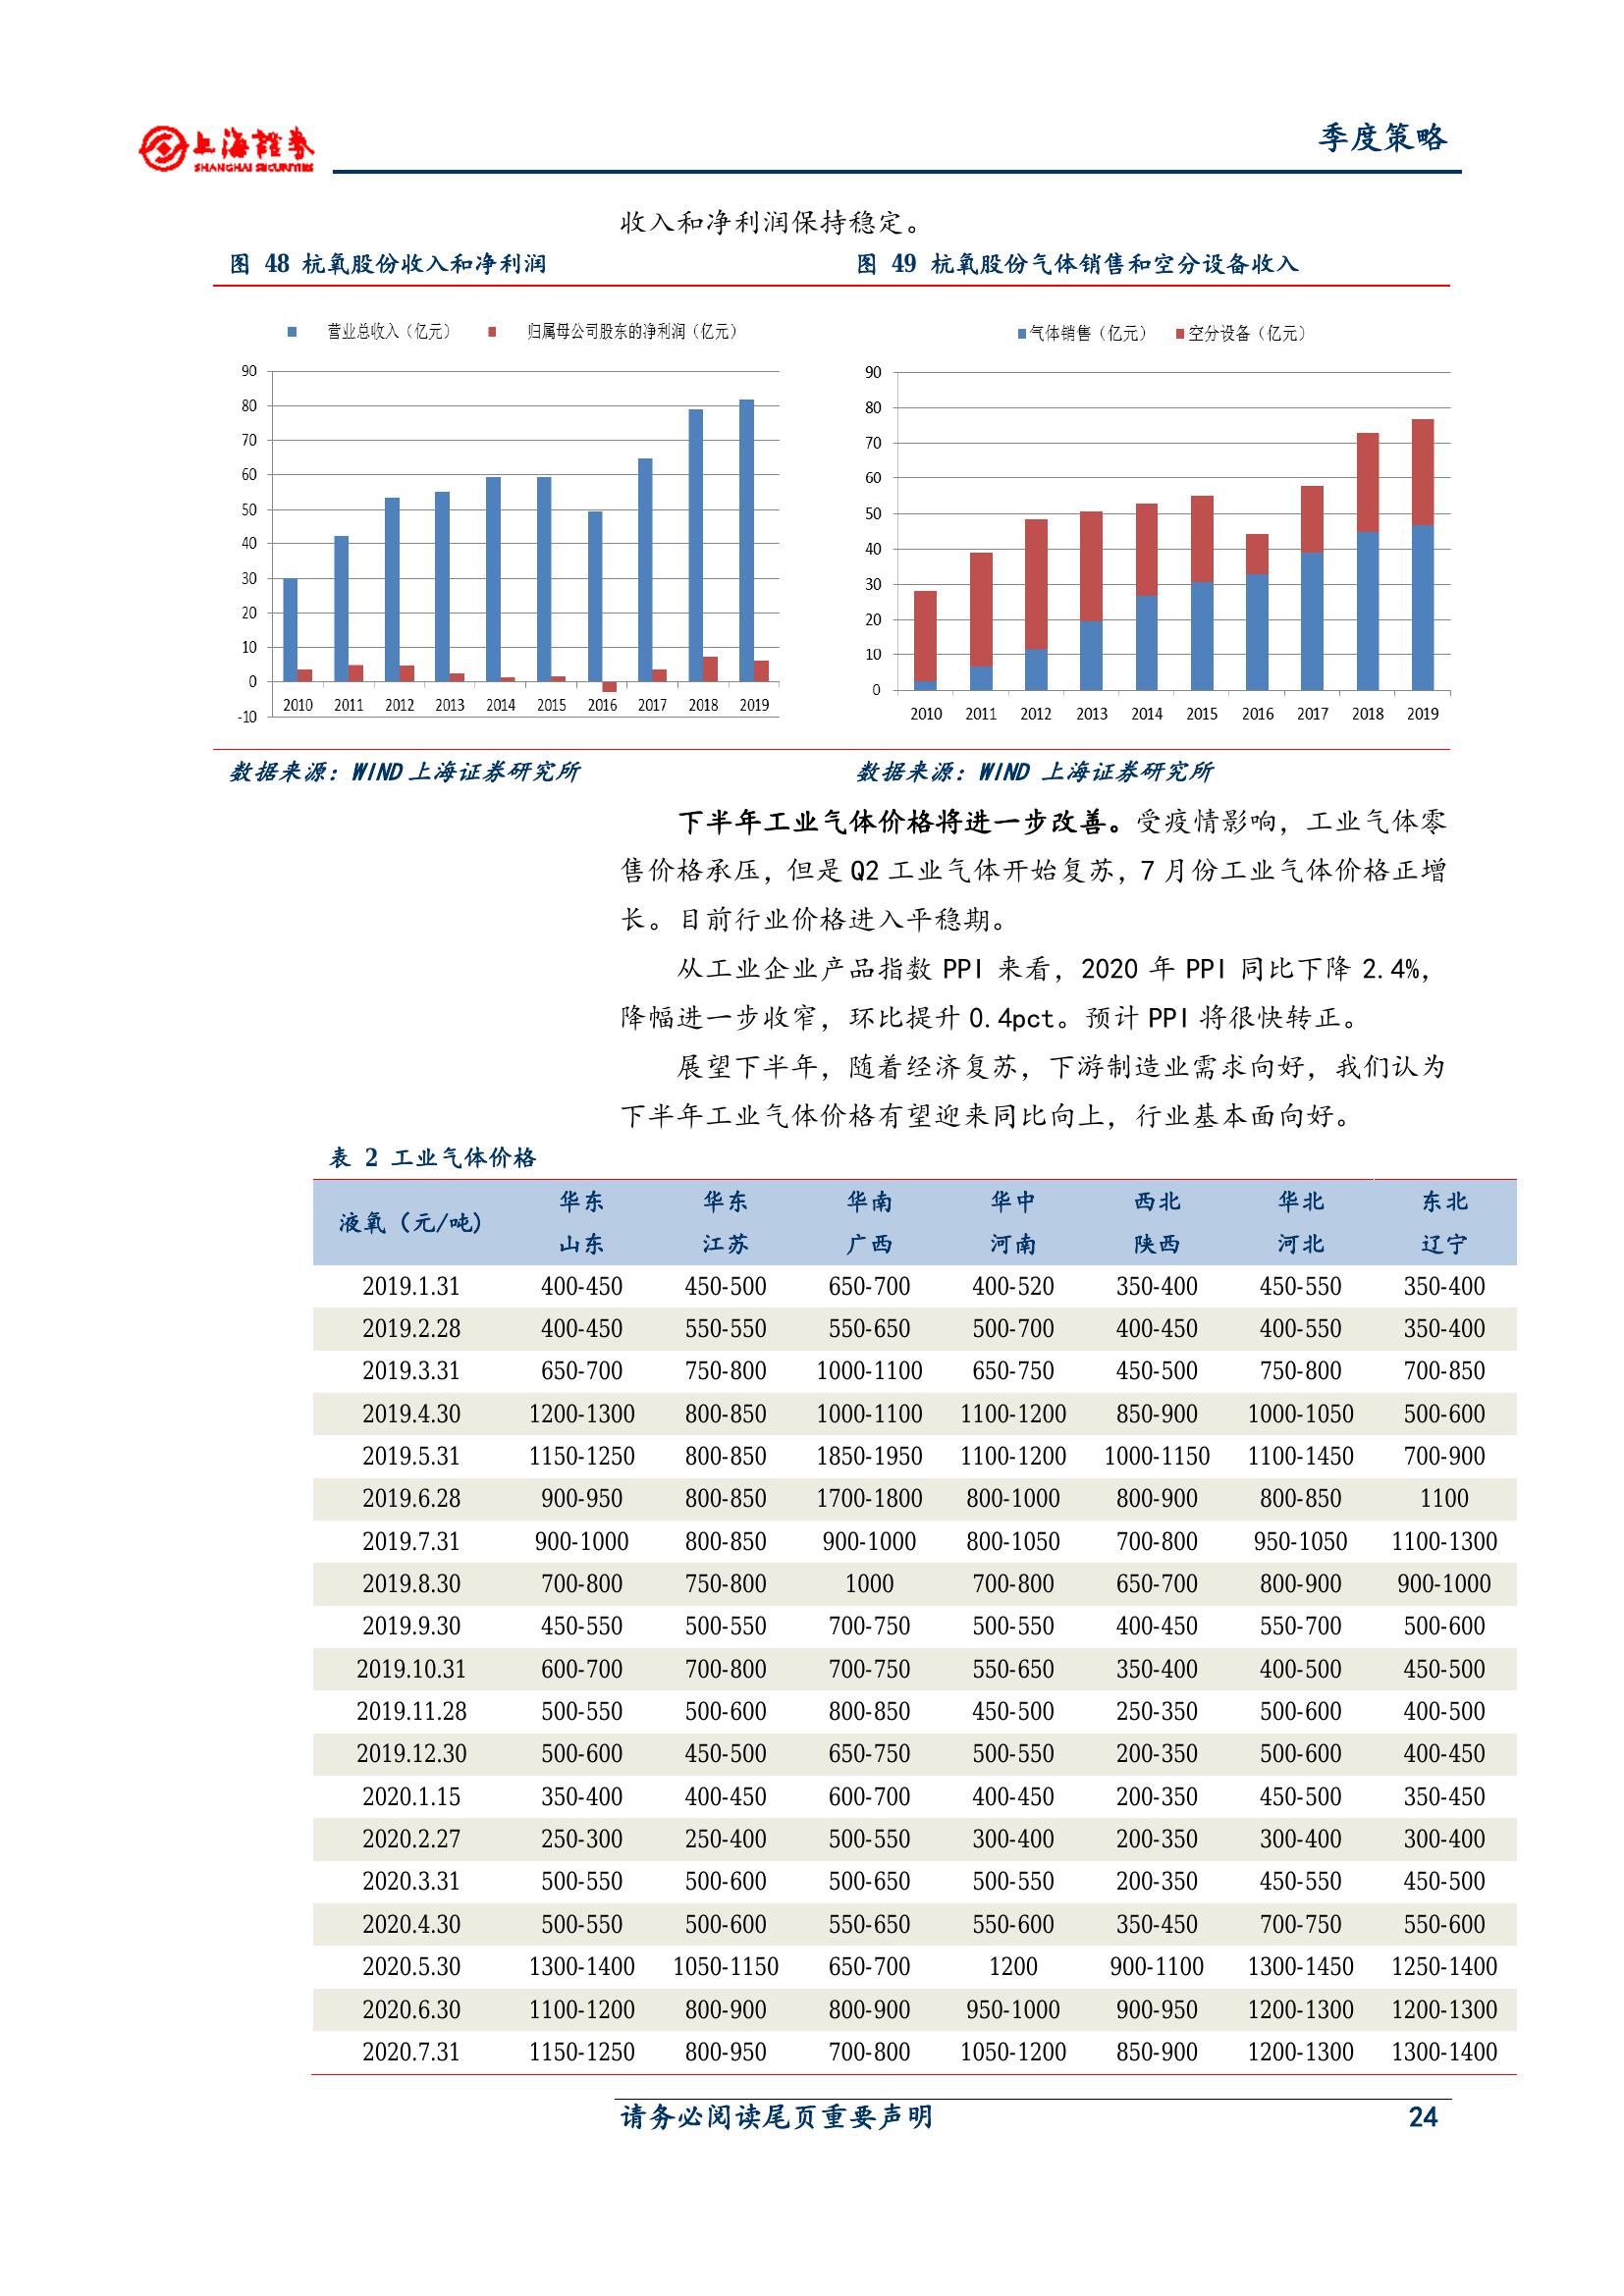 上海證券
SHANGHAI SECURITIES
季度策略
收入和净利润保持稳定。
图 48 杭氧股份收入和净利润
营业总收入（亿元）
归属母公司股东的净利润（亿元）
90
80
70
60
50
40
30
20
10
0
-10
2010 2011 2012 2013 2014 2015 2016 2017 2018 2019
数据来源：WIND 上海证券研究所
图 49 杭氧股份气体销售和空分设备收入
气体销售（亿元） 空分设备（亿元）
90
80
70
60
50
40
30
20
10
0
2010 2011 2012 2013 2014 2015 2016 2017 2018 2019
数据来源：WIND 上海证券研究所
下半年工业气体价格将进一步改善。受疫情影响，工业气体零
售价格承压，但是 Q2 工业气体开始复苏，7 月份工业气体价格正增
长。目前行业价格进入平稳期。
从工业企业产品指数 PPI 来看，2020 年 PPI 同比下降 2.4%，
降幅进一步收窄，环比提升 0.4pct。预计 PPI 将很快转正。
展望下半年，随着经济复苏，下游制造业需求向好，我们认为
下半年工业气体价格有望迎来同比向上，行业基本面向好。
表 2 工业气体价格
液氧（元/吨) 华东 华东 华南 华中 西北 华北 东北
山东 江苏 广西 河南 陕西 河北 辽宁
2019.1.31 400-450 450-500 650-700 400-520 350-400 450-550 350-400
2019.2.28 400-450 550-550 550-650 500-700 400-450 400-550 350-400
2019.3.31 650-700 750-800 1000-1100 650-750 450-500 750-800 700-850
2019.4.30 1200-1300 800-850 1000-1100 1100-1200 850-900 1000-1050 500-600
2019.5.31 1150-1250 800-850 1850-1950 1100-1200 1000-1150 1100-1450 700-900
2019.6.28 900-950 800-850 1700-1800 800-1000 800-900 800-850 1100
2019.7.31 900-1000 800-850 900-1000 800-1050 700-800 950-1050 1100-1300
2019.8.30 700-800 750-800 1000 700-800 650-700 800-900 900-1000
2019.9.30 450-550 500-550 700-750 500-550 400-450 550-700 500-600
2019.10.31 600-700 700-800 700-750 550-650 350-400 400-500 450-500
2019.11.28 500-550 500-600 800-850 450-500 250-350 500-600 400-500
2019.12.30 500-600 450-500 650-750 500-550 200-350 500-600 400-450
2020.1.15 350-400 400-450 600-700 400-450 200-350 450-500 350-450
2020.2.27 250-300 250-400 500-550 300-400 200-350 300-400 300-400
2020.3.31 500-550 500-600 500-650 500-550 200-350 450-550 450-500
2020.4.30 500-550 500-600 550-650 550-600 350-450 700-750 550-600
2020.5.30 1300-1400 1050-1150 650-700 1200 900-1100 1300-1450 1250-1400
2020.6.30 1100-1200 800-900 800-900 950-1000 900-950 1200-1300 1200-1300
2020.7.31 1150-1250 800-950 700-800 1050-1200 850-900 1200-1300 1300-1400
请务必阅读尾页重要声明 24